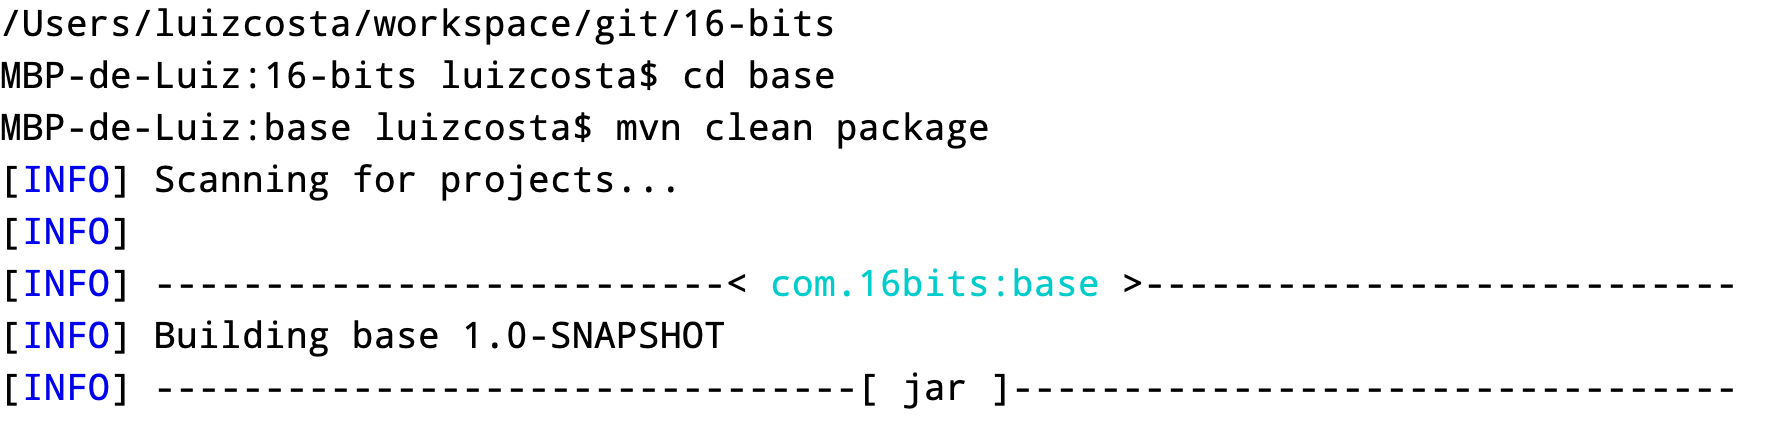 /Users/luizcosta/workspace/git/16-bits
MBP-de-Luiz:16-bits luizcosta$ cd base
MBP-de-Luiz:base luizcosta$ mvn clean package
[INFO] Scanning for projects...
[INFO]
[INFO] --------------------------< com.16bits:base >---------------------------
[INFO] Building base 1.0-SNAPSHOT
[INFO] --------------------------------[ jar ]---------------------------------